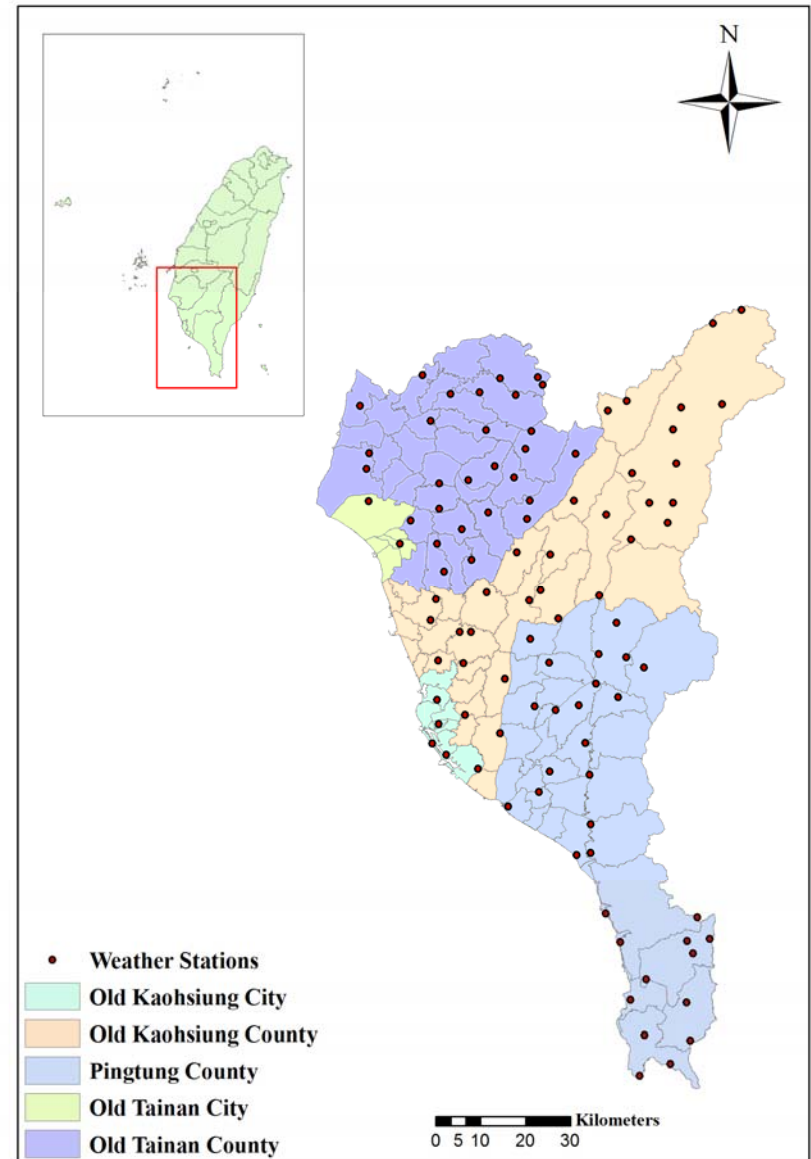 N
Weather Stations
Old Kaohsiung City
Old Kaohsiung County
Pingtung County
Old Tainan City
Old Tainan County
Kilometers
0 5 10 20 30